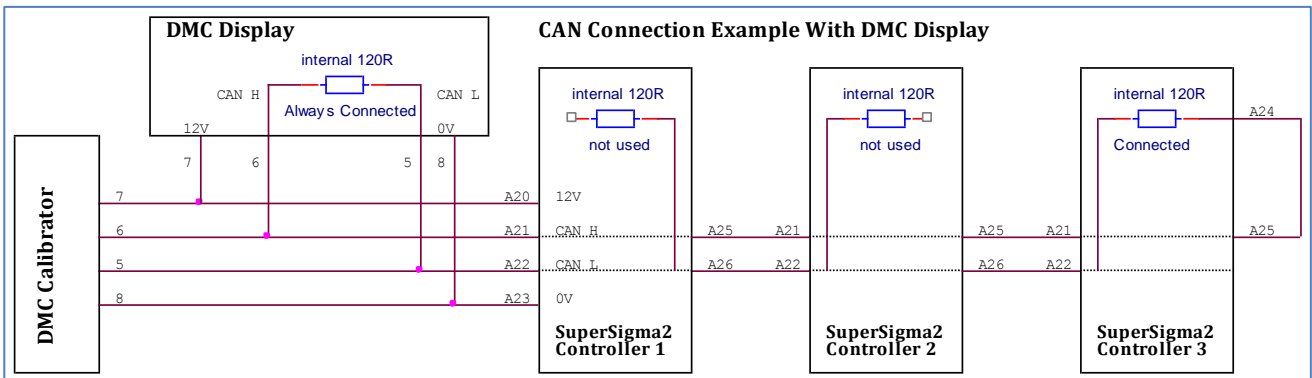 DMC Display
CAN Connection Example With DMC Display
internal 120R
CAN H
CAN L
Always Connected
12V
0V
7
6
5
8
internal 120R
not used
internal 120R
not used
internal 120R
Connected
A24
DMC Calibrator
7
A20
12V
6
A21
CAN H
A25
A21
A25
A21
A25
5
A22
CAN L
A26
A22
A26
A22
8
A23
0V
SuperSigma2
Controller 1
SuperSigma2
Controller 2
SuperSigma2
Controller 3